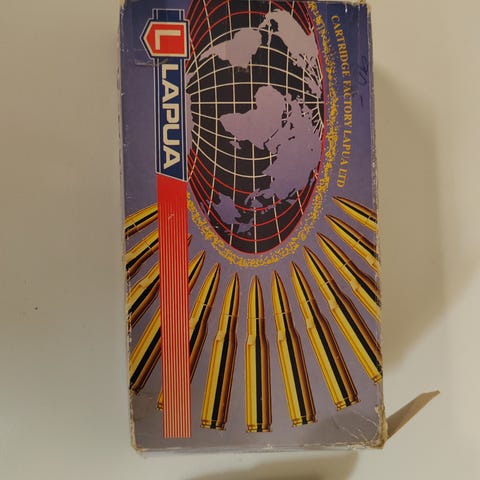 L LAPUA
CARTRIDGE FACTORY LAPUA LTD